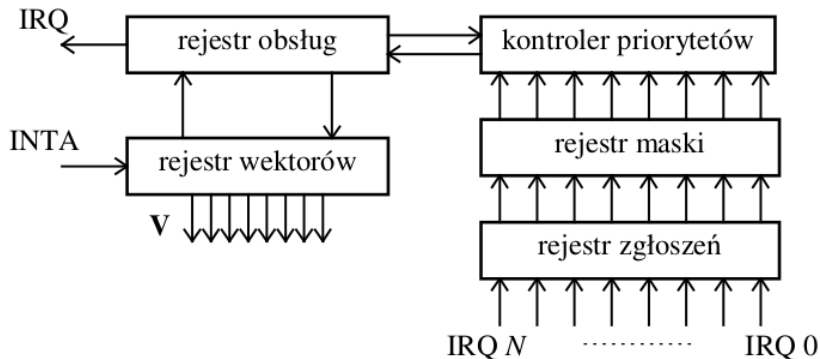 IRQ
rejestr obsług
kontroler priorytetów
INTA
rejestr wektorów
rejestr maski
V
rejestr zgłoszeń
IRQ N ............... IRQ 0